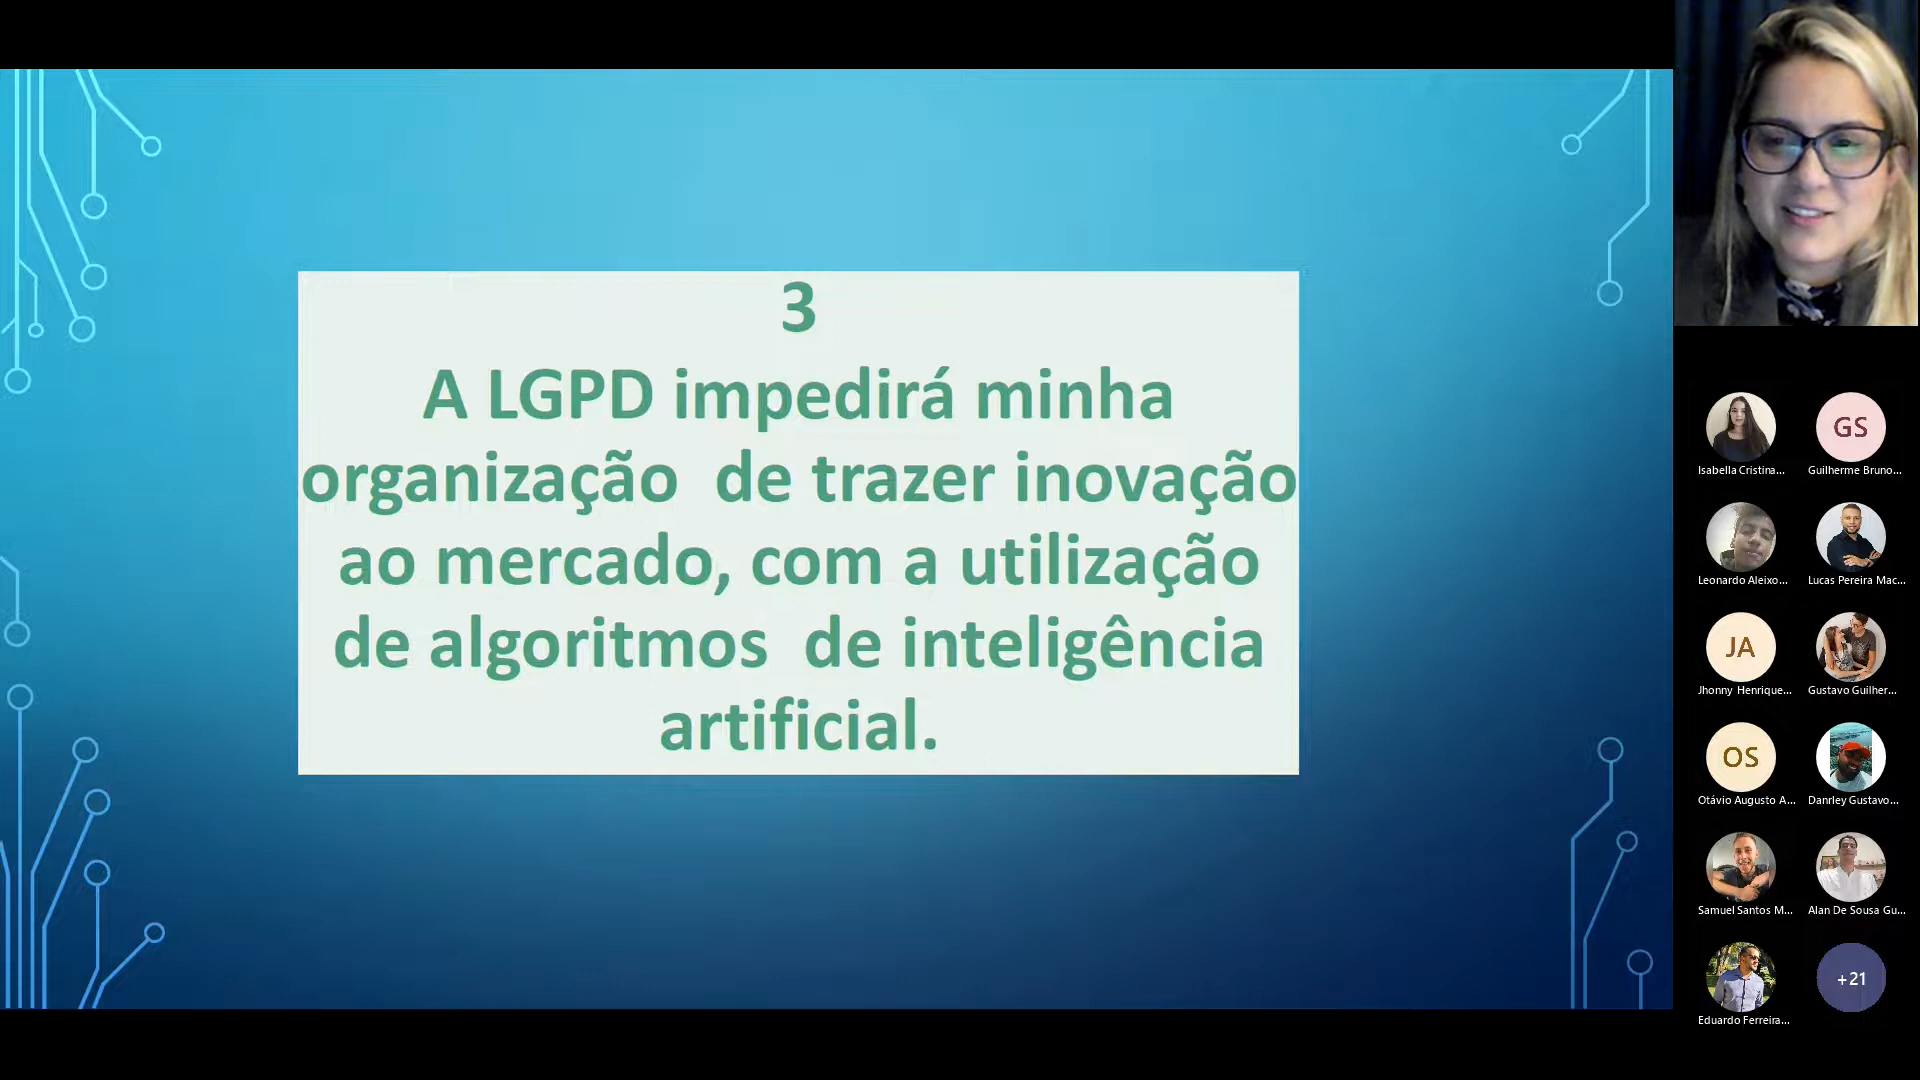 3
A LGPD impedirá minha
organização de trazer inovação
ao mercado, com a utilização
de algoritmos de inteligência
artificial.
GS
Isabella Cristina...
Guilherme Bruno...
Leonardo Aleixo...
Lucas Pereira Mac...
JA
Jhonny Henrique...
Gustavo Guilher...
OS
Otávio Augusto A...
Danrley Gustavo...
Samuel Santos M...
Alan De Sousa Gu...
+21
Eduardo Ferreira...